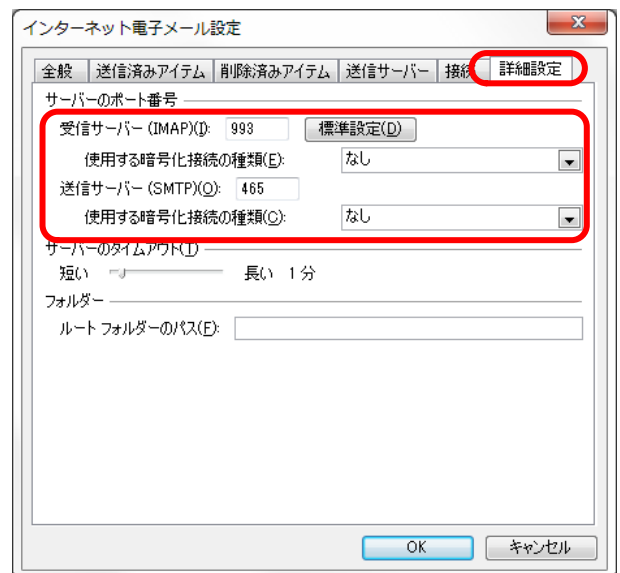 インターネット電子メール設定
全般 送信済みアイテム 削除済みアイテム 送信サーバー 接続 詳細設定
サーバーのポート番号
受信サーバー (IMAP)(I): 993 標準設定(D)
使用する暗号化接続の種類(E): なし
送信サーバー (SMTP)(O): 465
使用する暗号化接続の種類(C): なし
サーバーのタイムアウト(T)
短い 長い 1 分
フォルダー
ルート フォルダーのパス(F):
OK キャンセル